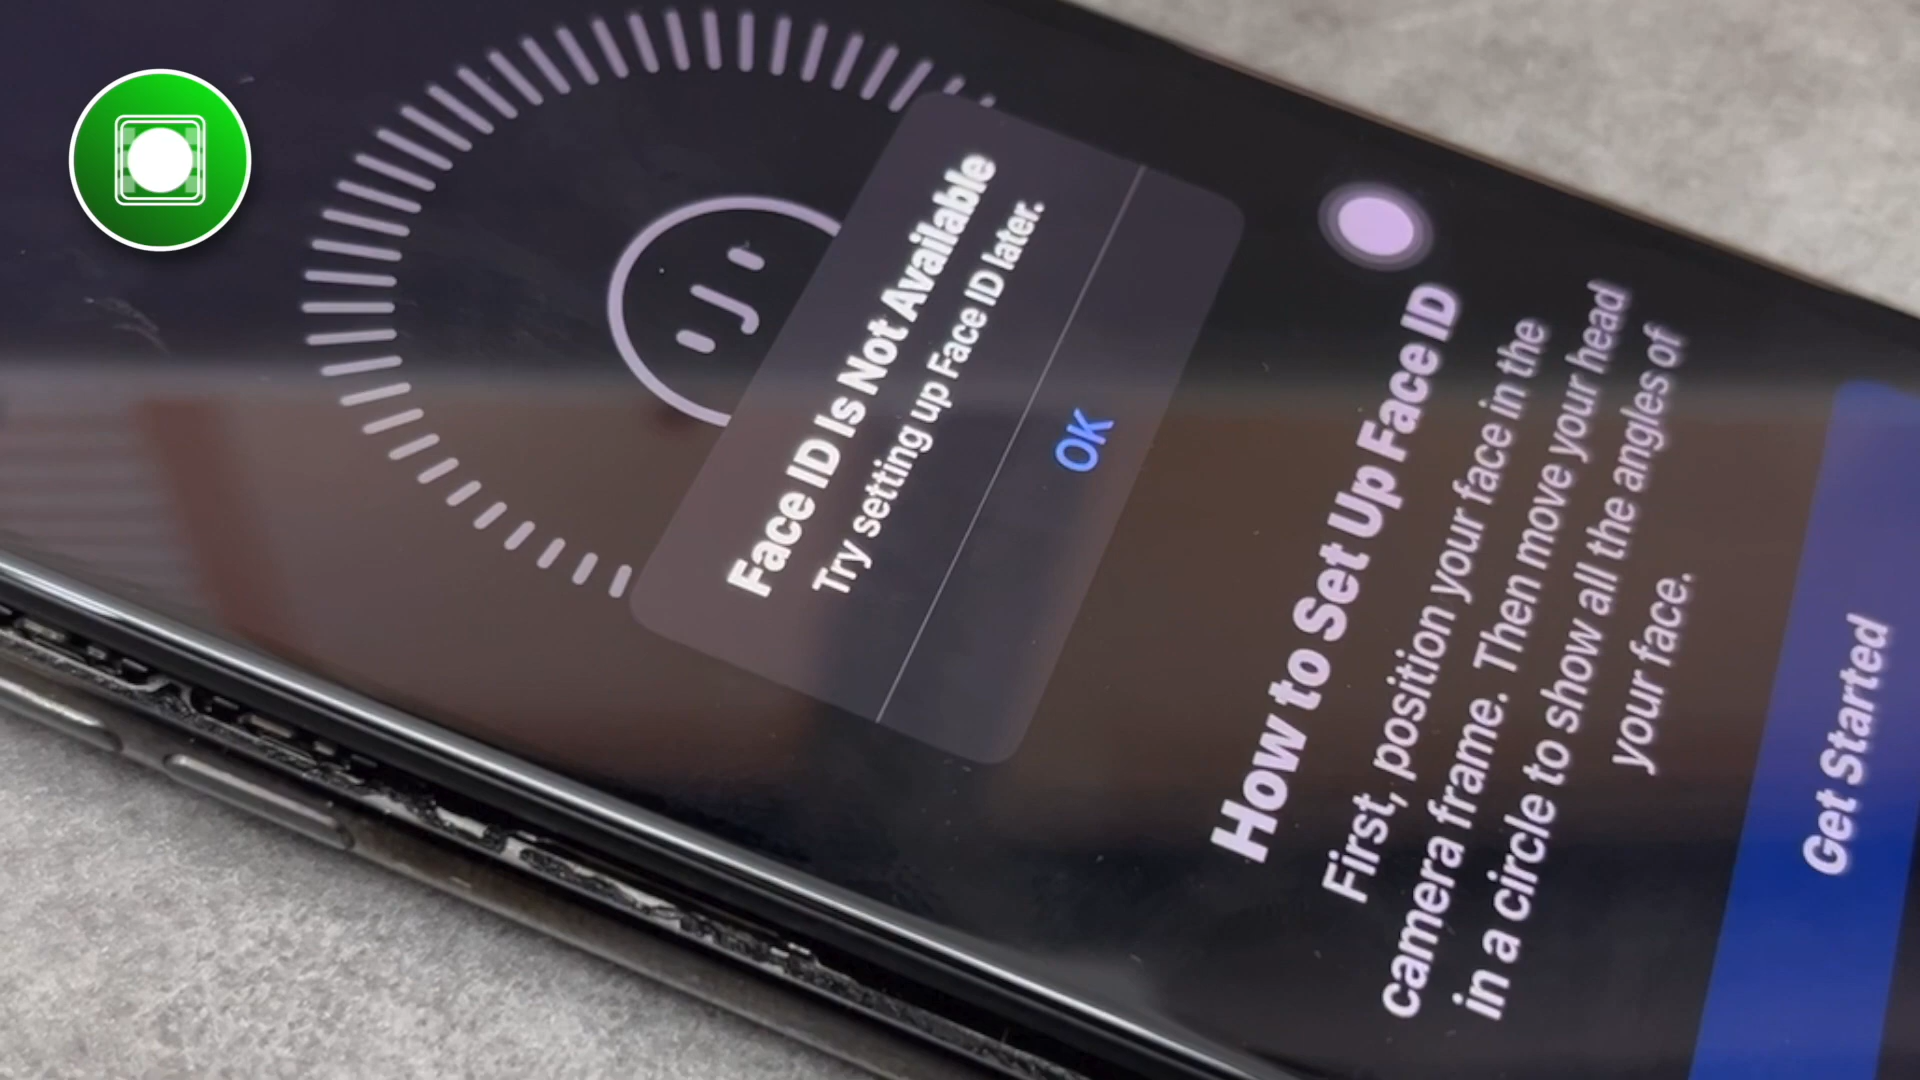 Face ID Is Not Available
Try setting up Face ID later.
OK
How to Set Up Face ID
First, position your face in the
camera frame. Then move your head
in a circle to show all the angles of
your face.
Get Started